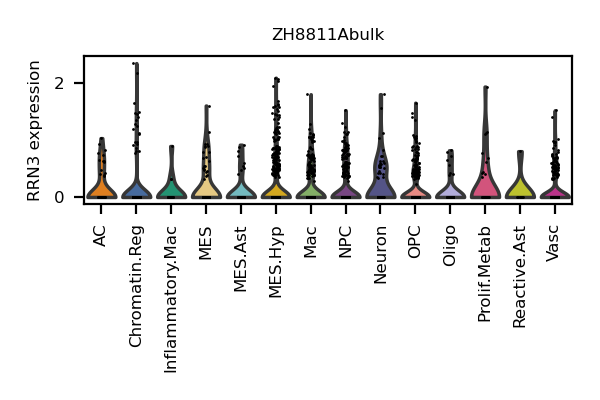 ZH8811Abulk
RRN3 expression
2
0
AC
Chromatin.Reg
Inflammatory.Mac
MES
MES.Ast
MES.Hyp
Mac
NPC
Neuron
OPC
Oligo
Prolif.Metab
Reactive.Ast
Vasc